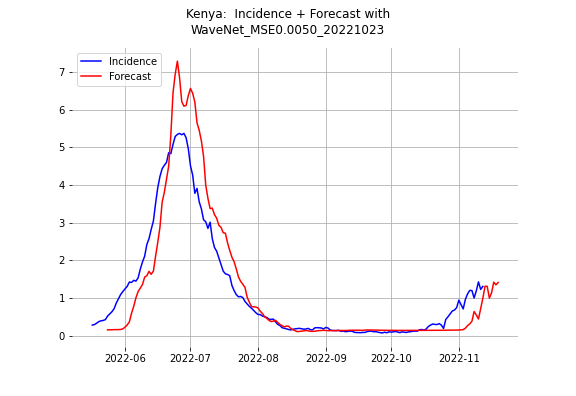 Kenya:  Incidence + Forecast with
WaveNet_MSE0.0050_20221023
Incidence
Forecast
7
6
5
4
3
2
1
0
2022-06 2022-07 2022-08 2022-09 2022-10 2022-11